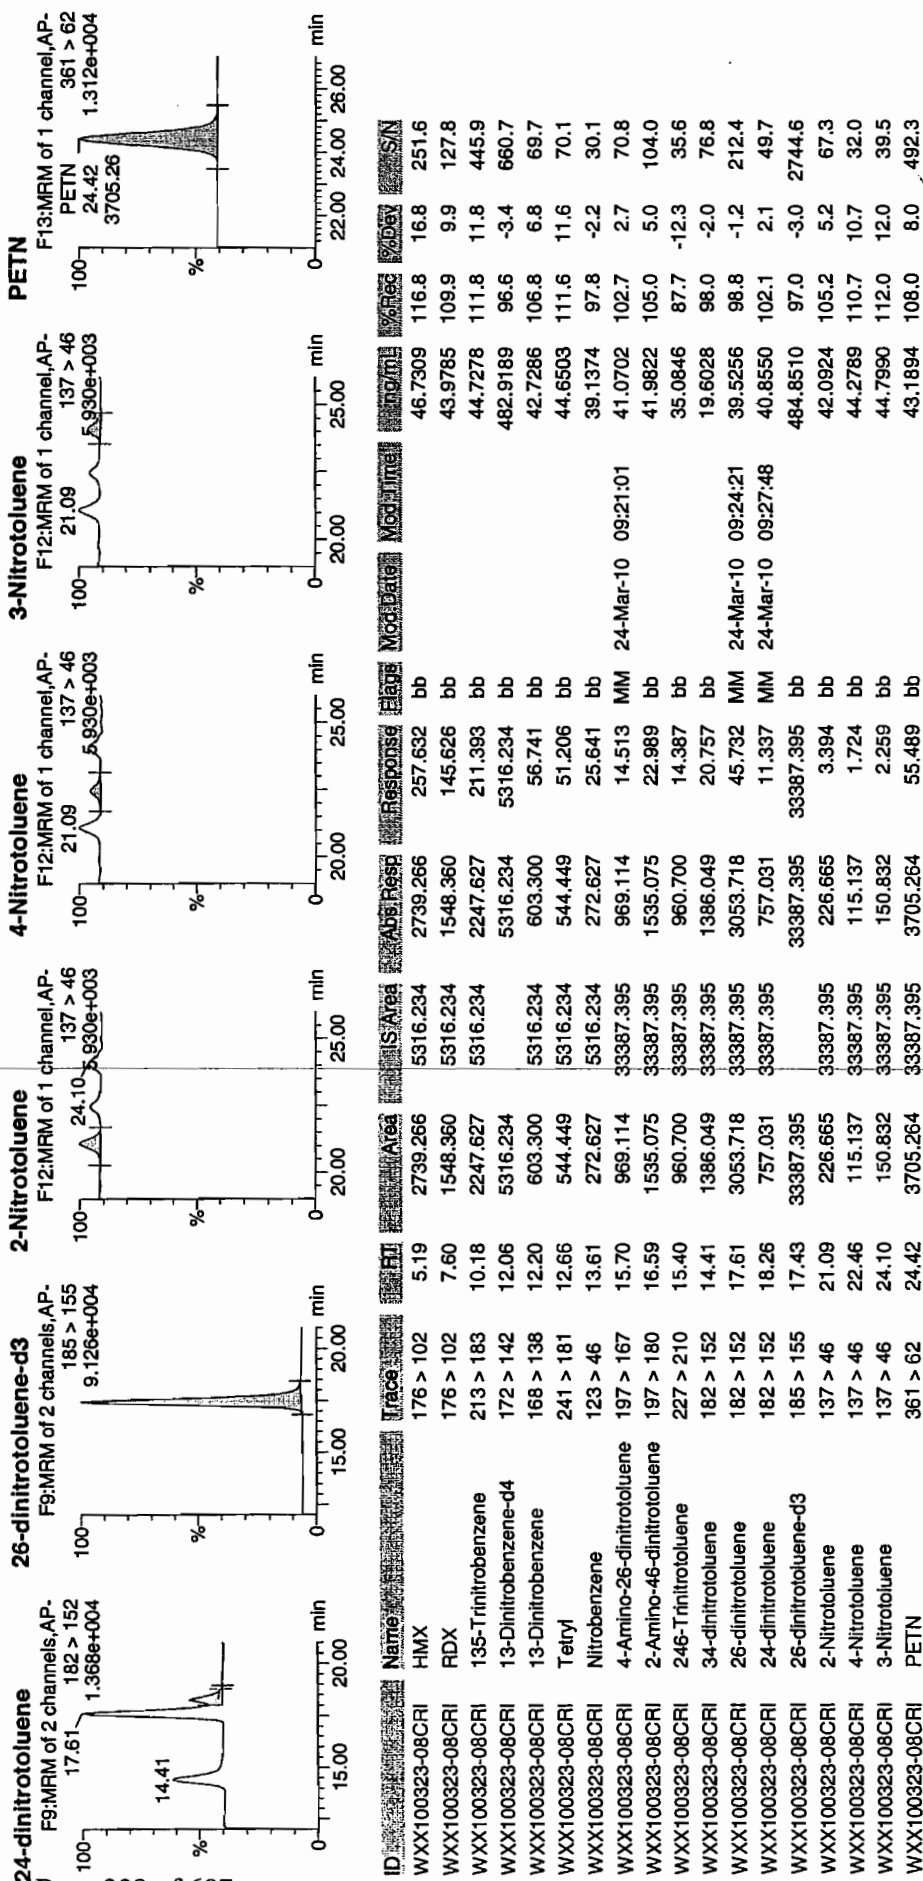 24-dinitrotoluene
F9:MRM of 2 channels,AP-
182 > 152
1.368e+004
17.61
14.41
100
%
0
15.00
20.00
26-dinitrotoluene-d3
F9:MRM of 2 channels,AP-
185 > 155
9.126e+004
100
%
0
min
15.00
20.00
2-Nitrotoluene
F12:MRM of 1 channel,AP-
137 > 46
5.930e+003
24.10
100
%
0
min
20.00
25.00
4-Nitrotoluene
F12:MRM of 1 channel,AP-
137 > 46
5.930e+003
21.09
100
%
0
min
20.00
25.00
3-Nitrotoluene
F12:MRM of 1 channel,AP-
137 > 46
5.930e+003
21.09
100
%
0
min
20.00
25.00
PETN
F13:MRM of 1 channel,AP-
PETN
361 > 62
24.42
1.312e+004
3705.26
100
%
0
min
22.00
24.00
26.00
ID Name Trace RT Area IS Area Abs.Resp Response Flags Mod.Date Mod.Time ng/mL %Rec %Dev S/N
WXX100323-08CRI HMX 176 > 102 5.19 2739.266 5316.234 2739.266 257.632 bb 46.7309 116.8 16.8 251.6
WXX100323-08CRI RDX 176 > 102 7.60 1548.360 5316.234 1548.360 145.626 bb 43.9785 109.9 9.9 127.8
WXX100323-08CRI 135-Trinitrobenzene 213 > 183 10.18 2247.627 5316.234 2247.627 211.393 bb 44.7278 111.8 11.8 445.9
WXX100323-08CRI 13-Dinitrobenzene-d4 172 > 142 12.06 5316.234 5316.234 5316.234 bb 482.9189 96.6 -3.4 660.7
WXX100323-08CRI 13-Dinitrobenzene 168 > 138 12.20 603.300 5316.234 603.300 56.741 bb 42.7286 106.8 6.8 69.7
WXX100323-08CRI Tetryl 241 > 181 12.66 544.449 5316.234 544.449 51.206 bb 44.6503 111.6 11.6 70.1
WXX100323-08CRI Nitrobenzene 123 > 46 13.61 272.627 5316.234 272.627 25.641 bb 39.1374 97.8 -2.2 30.1
WXX100323-08CRI 4-Amino-26-dinitrotoluene 197 > 167 15.70 969.114 33387.395 969.114 14.513 MM 24-Mar-10 09:21:01 41.0702 102.7 2.7 70.8
WXX100323-08CRI 2-Amino-46-dinitrotoluene 197 > 180 16.59 1535.075 33387.395 1535.075 22.989 bb 41.9822 105.0 5.0 104.0
WXX100323-08CRI 246-Trinitrotoluene 227 > 210 15.40 960.700 33387.395 960.700 14.387 bb 35.0846 87.7 -12.3 35.6
WXX100323-08CRI 34-dinitrotoluene 182 > 152 14.41 1386.049 33387.395 1386.049 20.757 bb 19.6028 98.0 -2.0 76.8
WXX100323-08CRI 26-dinitrotoluene 182 > 152 17.61 3053.718 33387.395 3053.718 45.732 MM 24-Mar-10 09:24:21 39.5256 98.8 -1.2 212.4
WXX100323-08CRI 24-dinitrotoluene 182 > 152 18.26 757.031 33387.395 757.031 11.337 MM 24-Mar-10 09:27:48 40.8550 102.1 2.1 49.7
WXX100323-08CRI 26-dinitrotoluene-d3 185 > 155 17.43 33387.395 33387.395 33387.395 bb 484.8510 97.0 -3.0 2744.6
WXX100323-08CRI 2-Nitrotoluene 137 > 46 21.09 226.665 33387.395 226.665 3.394 bb 42.0924 105.2 5.2 67.3
WXX100323-08CRI 4-Nitrotoluene 137 > 46 22.46 115.137 33387.395 115.137 1.724 bb 44.2789 110.7 10.7 32.0
WXX100323-08CRI 3-Nitrotoluene 137 > 46 24.10 150.832 33387.395 150.832 2.259 bb 44.7990 112.0 12.0 39.5
WXX100323-08CRI PETN 361 > 62 24.42 3705.264 33387.395 3705.264 55.489 bb 43.1894 108.0 8.0 492.3